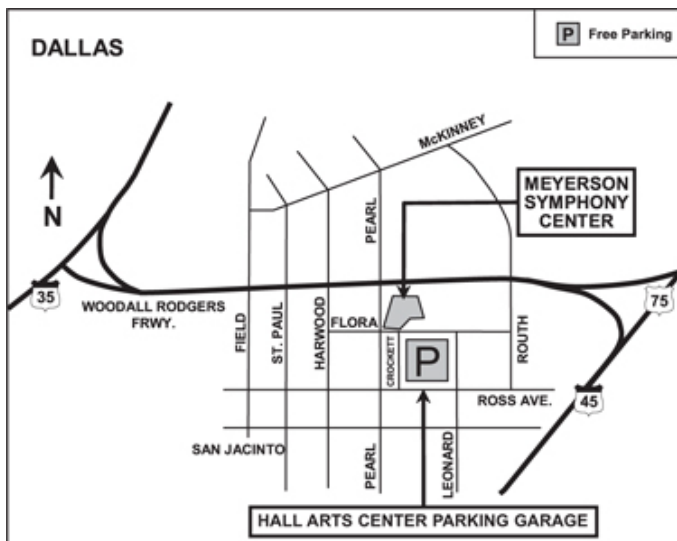 DALLAS
P Free Parking
McKINNEY
N
PEARL
MEYERSON
SYMPHONY
CENTER
35
WOODALL RODGERS
FRWY.
75
FIELD
ST. PAUL
HARWOOD
FLORA
CROCKETT
P
ROUTH
ROSS AVE.
45
SAN JACINTO
PEARL
LEONARD
HALL ARTS CENTER PARKING GARAGE